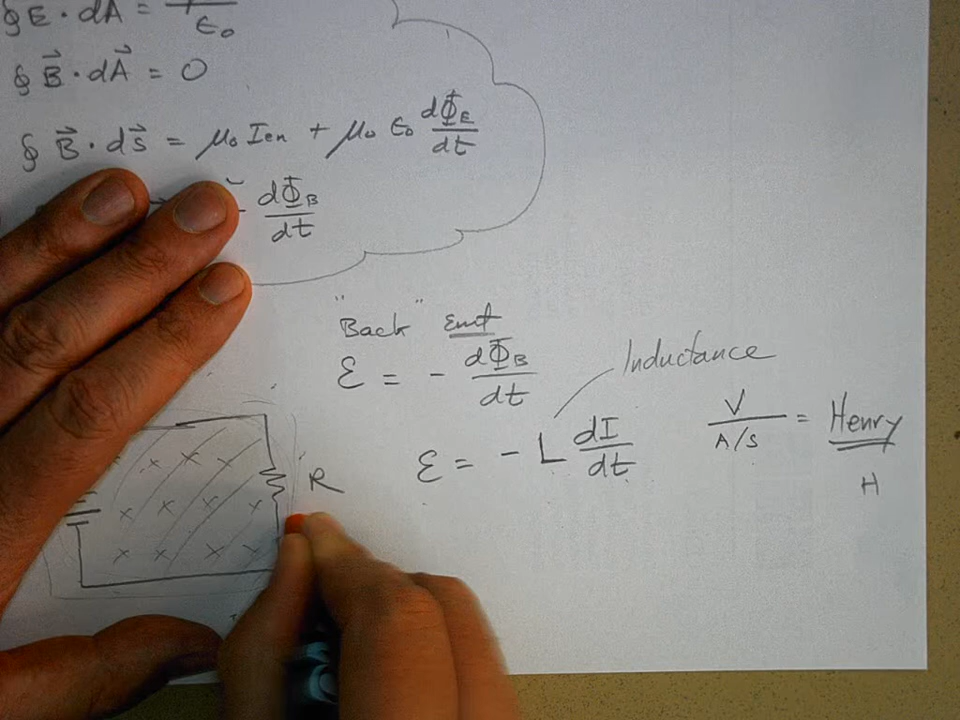 ∮ E · dA = / ε₀
∮ B⃗ · dA⃗ = 0
∮ B⃗ · ds⃗ = μ₀ Ien + μ₀ ε₀ dΦE/dt
- dΦB/dt
"Back" Emf
ℰ = - dΦB/dt
Inductance
ℰ = - L dI/dt
V/A/s = Henry
H
R